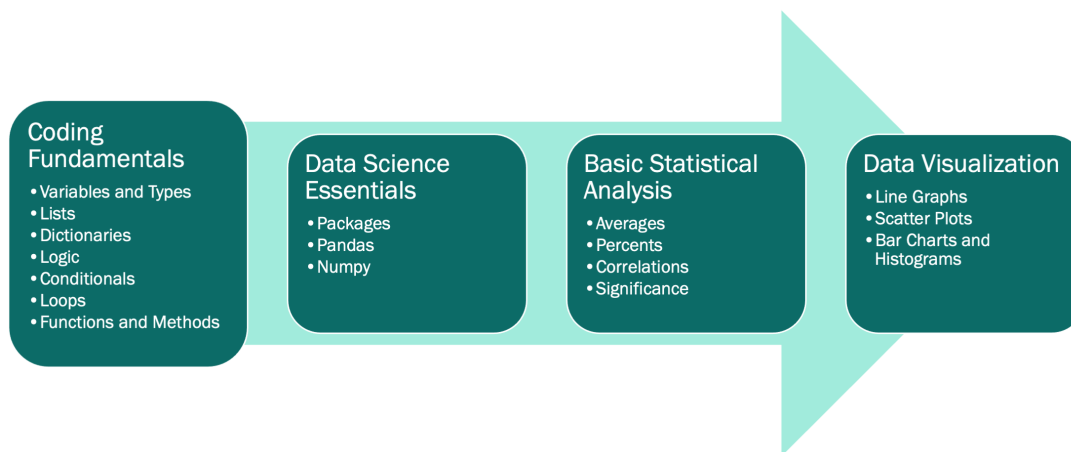 Coding
Fundamentals
• Variables and Types
• Lists
• Dictionaries
• Logic
• Conditionals
• Loops
• Functions and Methods
Data Science
Essentials
• Packages
• Pandas
• Numpy
Basic Statistical
Analysis
• Averages
• Percents
• Correlations
• Significance
Data Visualization
• Line Graphs
• Scatter Plots
• Bar Charts and
Histograms